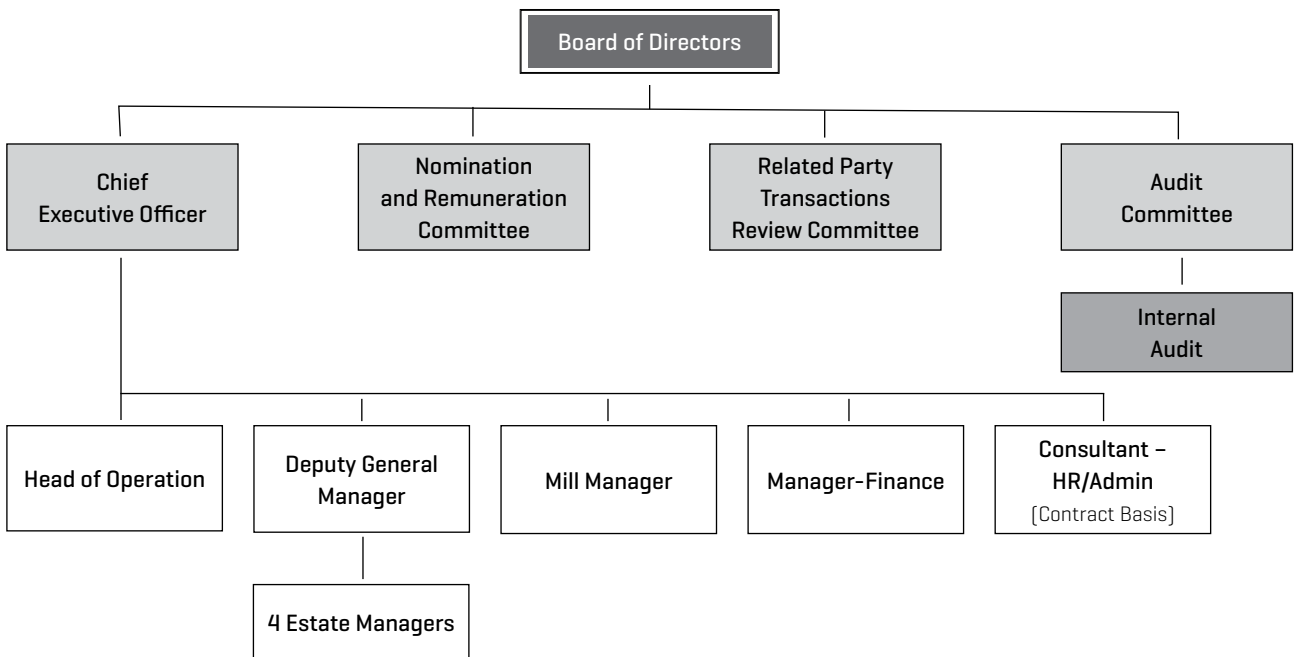 Board of Directors
Chief
Executive Officer
Nomination
and Remuneration
Committee
Related Party
Transactions
Review Committee
Audit
Committee
Internal
Audit
Head of Operation
Deputy General
Manager
Mill Manager
Manager-Finance
Consultant –
HR/Admin
(Contract Basis)
4 Estate Managers